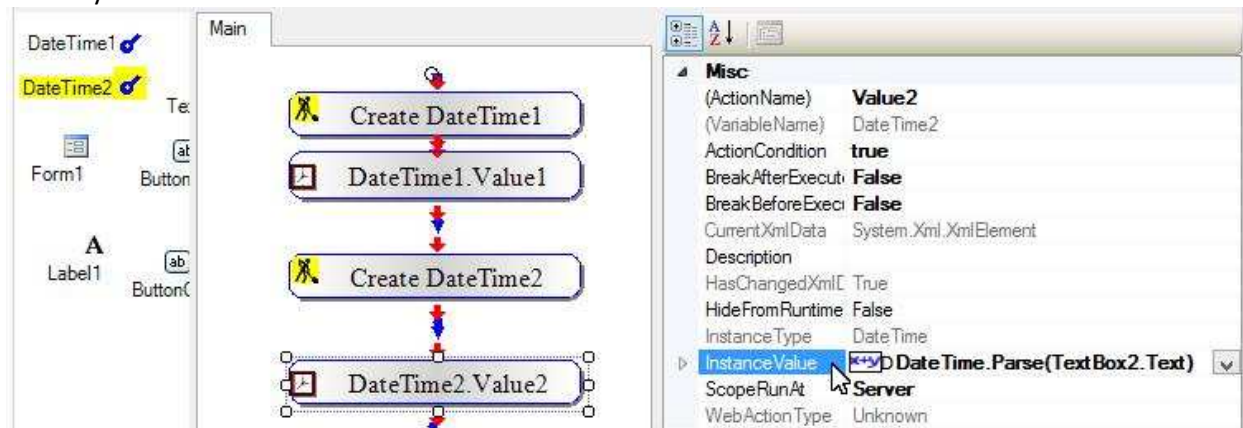 DateTime1
DateTime2
Te
Form1
Button
A
Label1
Button
Main
Create DateTime1
DateTime1.Value1
Create DateTime2
DateTime2.Value2
Misc
(ActionName) Value2
(VariableName) DateTime2
ActionCondition true
BreakAfterExecut False
BreakBeforeExec False
CurrentXmlData System.Xml.XmlElement
Description
HasChangedXml True
HideFromRuntime False
InstanceType DateTime
InstanceValue x+y DateTime.Parse(TextBox2.Text)
ScopeRunAt Server
WebActionType Unknown